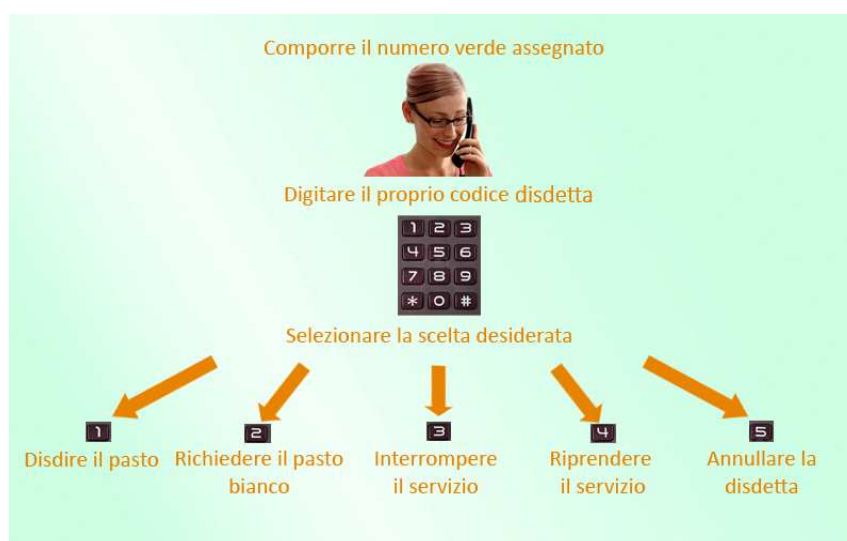 Comporre il numero verde assegnato
Digitare il proprio codice disdetta
1 2 3
4 5 6
7 8 9
* 0 #
Selezionare la scelta desiderata
1
Disdire il pasto
2
Richiedere il pasto
bianco
3
Interrompere
il servizio
4
Riprendere
il servizio
5
Annullare la
disdetta